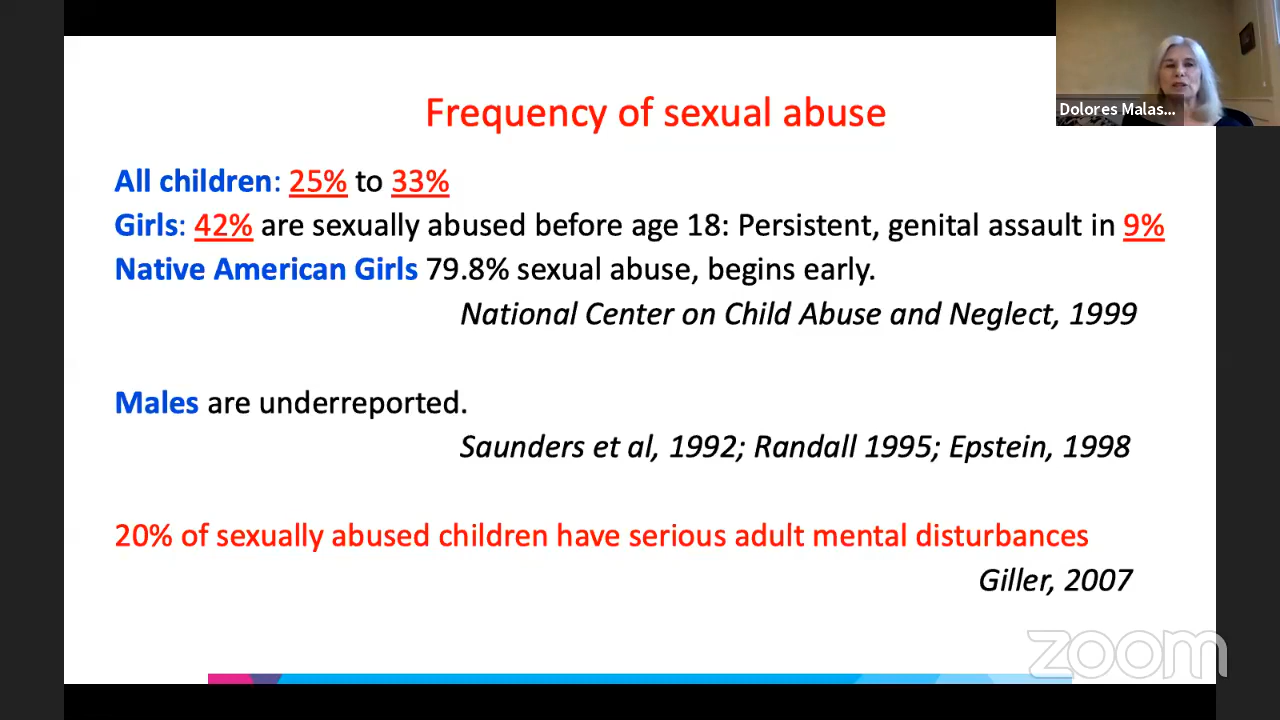 Frequency of sexual abuse
Dolores Malas...
All children: 25% to 33%
Girls: 42% are sexually abused before age 18: Persistent, genital assault in 9%
Native American Girls 79.8% sexual abuse, begins early.
National Center on Child Abuse and Neglect, 1999
Males are underreported.
Saunders et al, 1992; Randall 1995; Epstein, 1998
20% of sexually abused children have serious adult mental disturbances
Giller, 2007
zoom